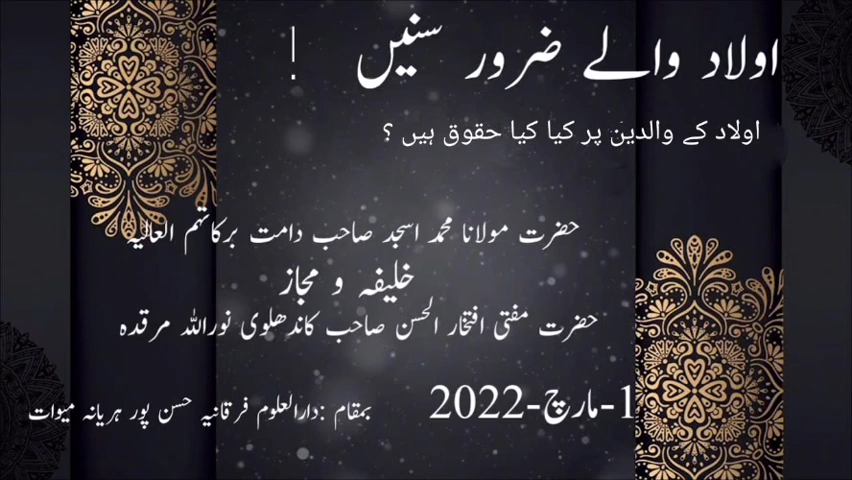 اولاد والے ضرور سنیں !
اولاد کے والدین پر کیا کیا حقوق ہیں ؟
حضرت مولانا محمد اسجد صاحب دامت برکاتہم العالیہ
خلیفہ و مجاز
حضرت مفتی افتخار الحسن صاحب کاندھلوی نوراللہ مرقدہ
1-مارچ-2022 بمقام :دارالعلوم فرقانیہ حسن پور ہریانہ میوات